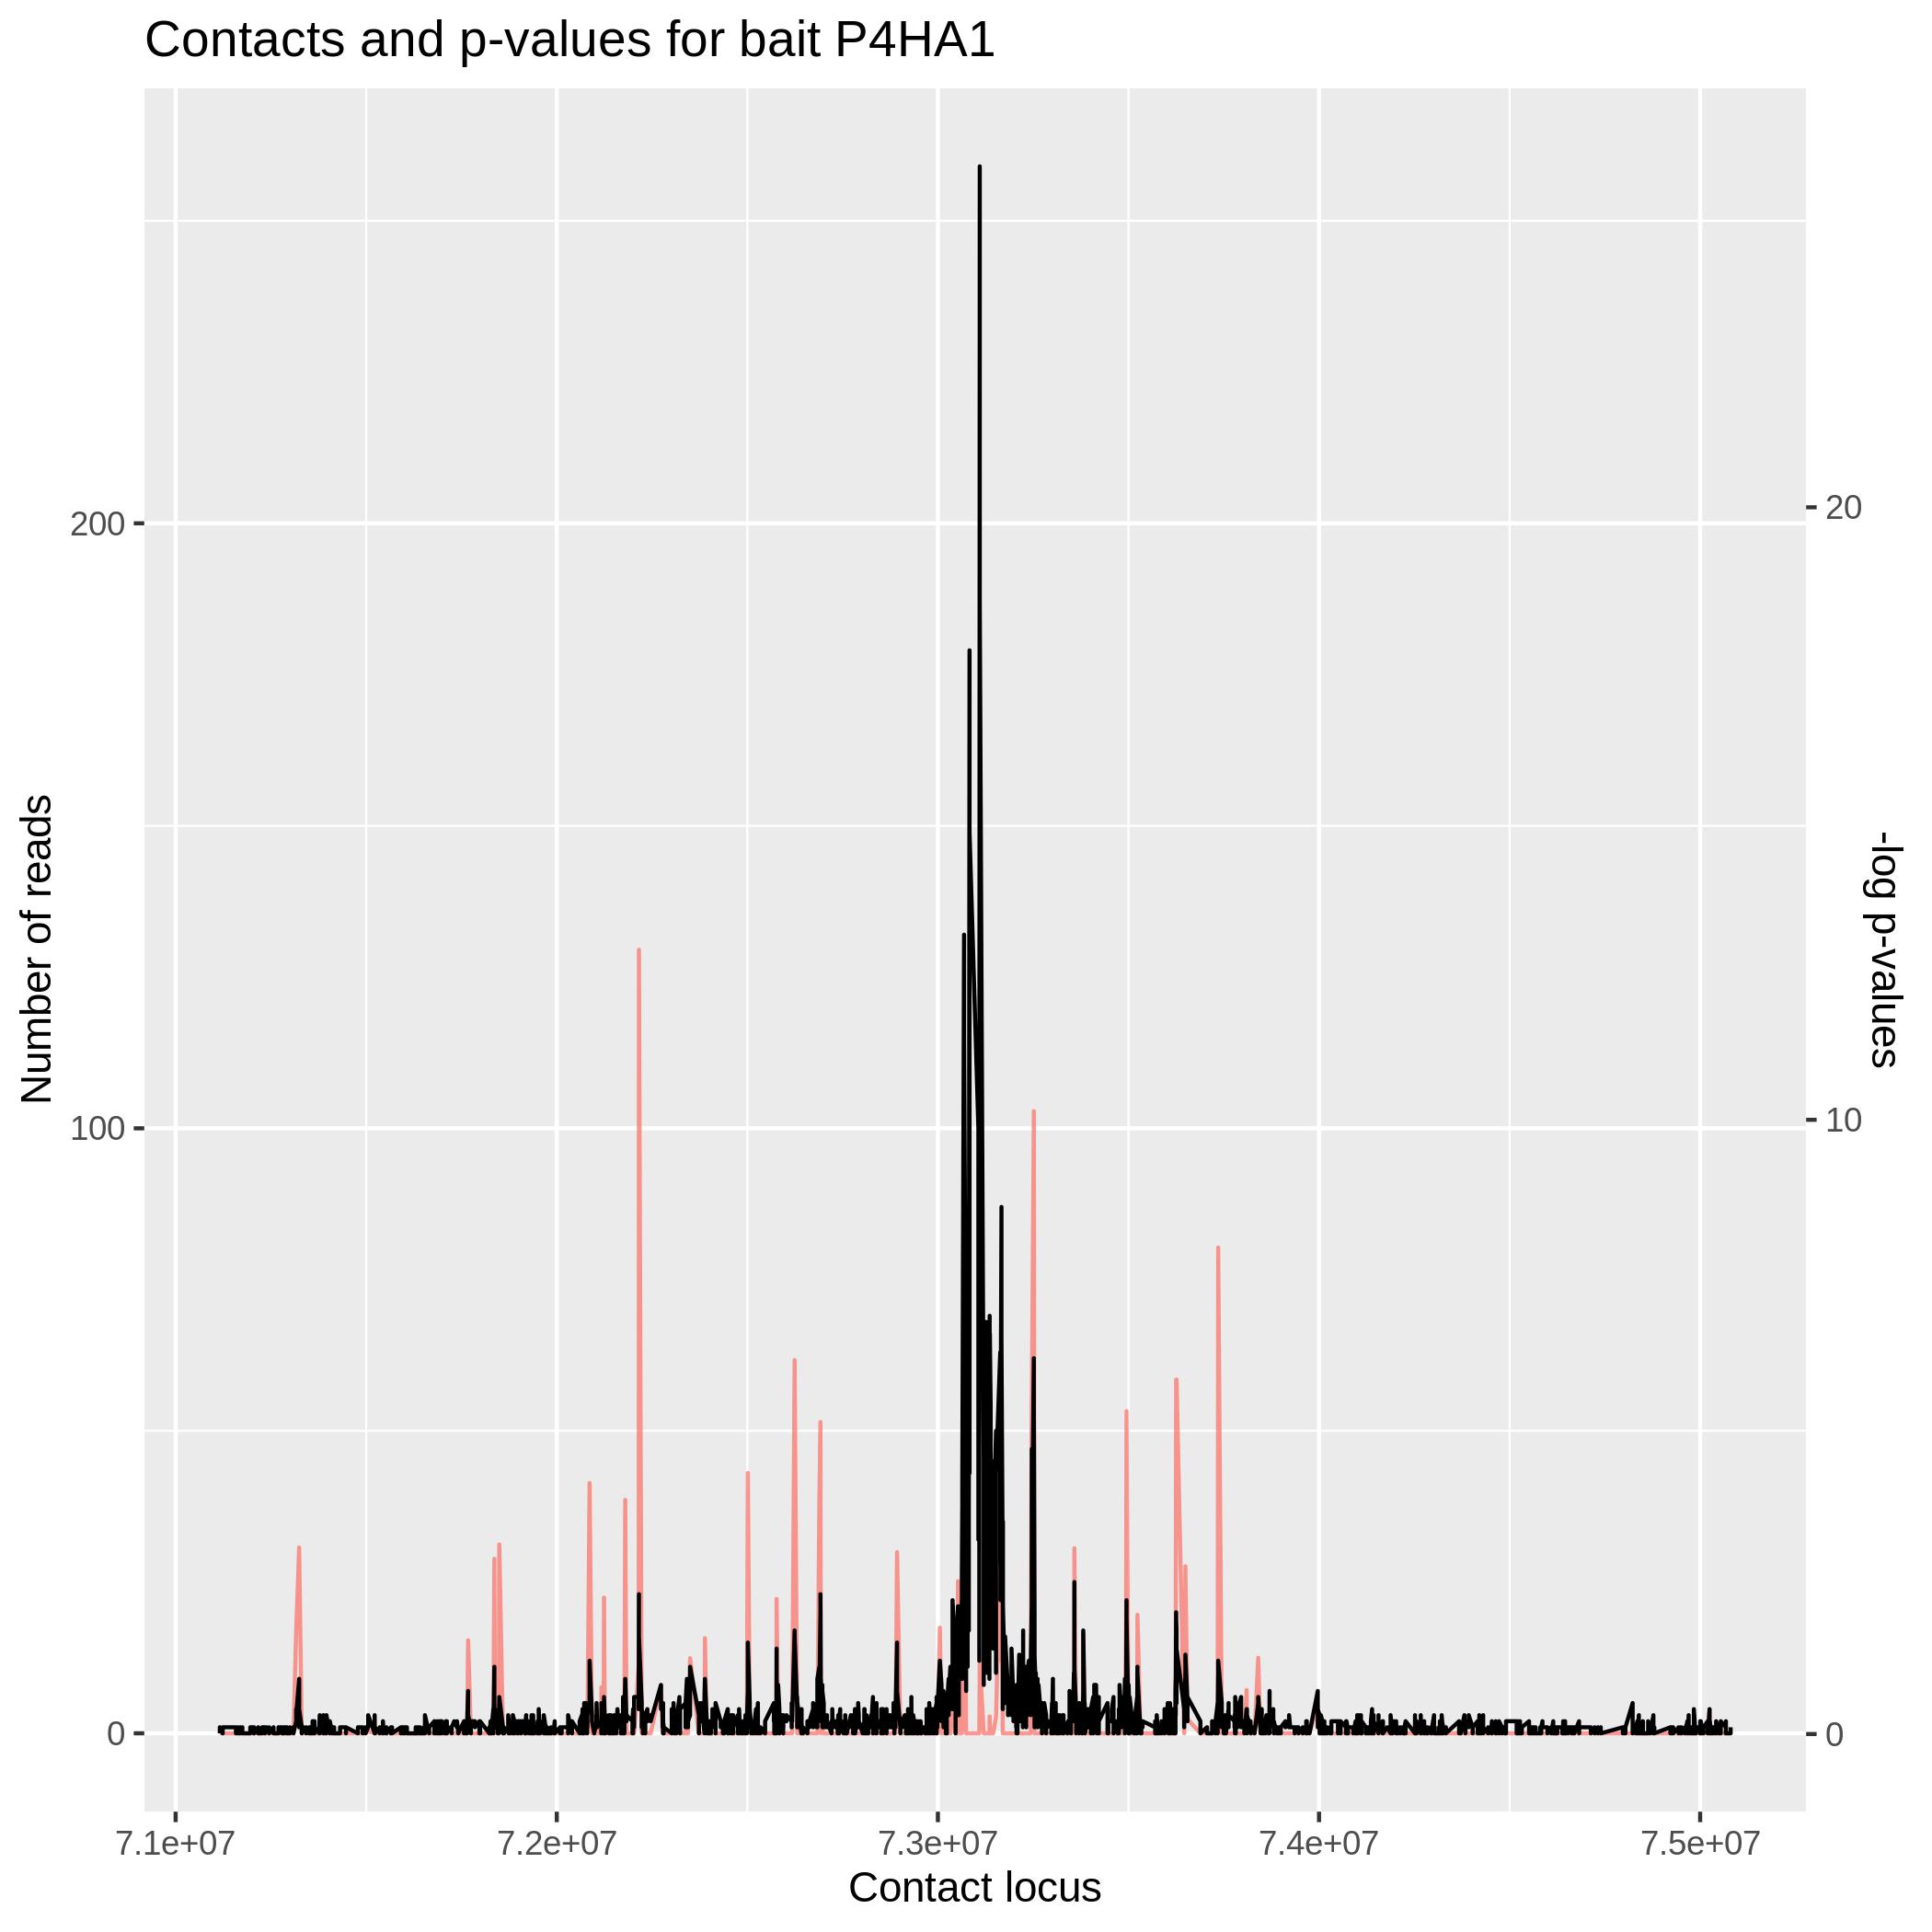 Contacts and p-values for bait P4HA1
Number of reads
200
100
0
20
10
0
-log p-values
7.1e+07
7.2e+07
7.3e+07
7.4e+07
7.5e+07
Contact locus